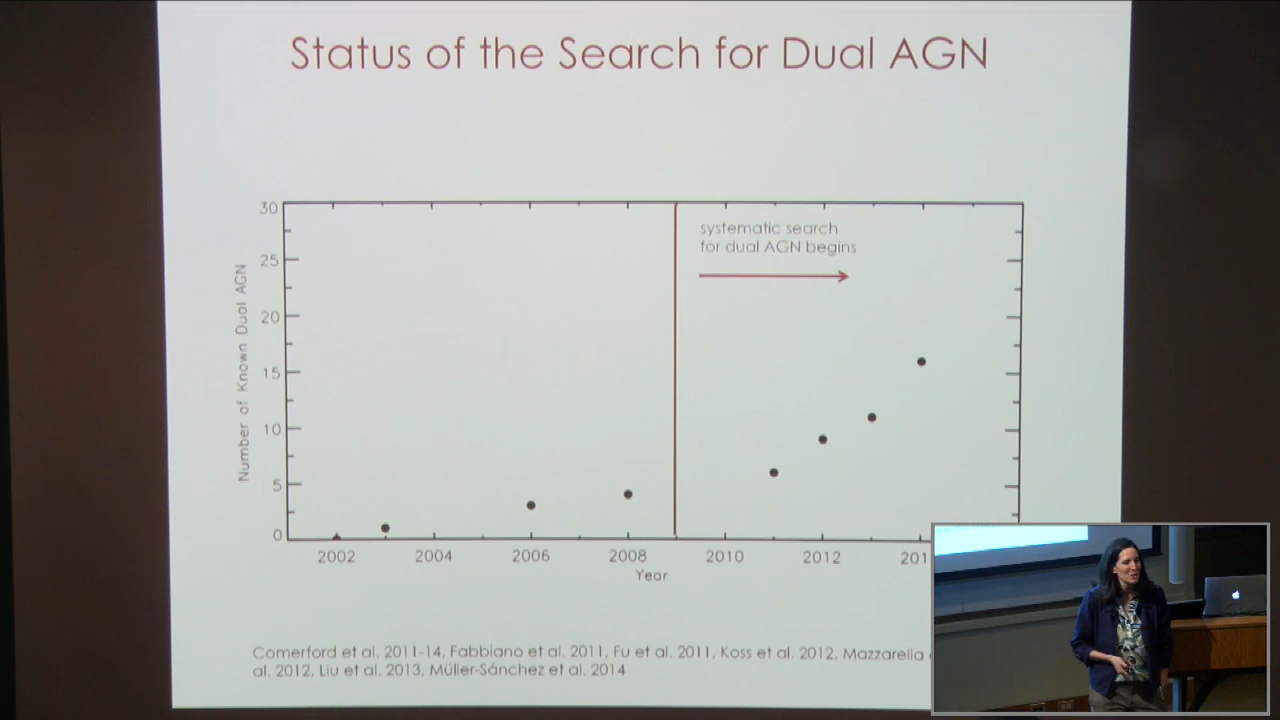 Status of the Search for Dual AGN
systematic search
for dual AGN begins
30
25
20
15
10
5
0
Number of Known Dual AGN
2002 2004 2006 2008 2010 2012 201
Year
Comerford et al. 2011-14, Fabbiano et al. 2011, Fu et al. 2011, Koss et al. 2012, Mazzarella
al. 2012, Liu et al. 2013, Müller-Sánchez et al. 2014